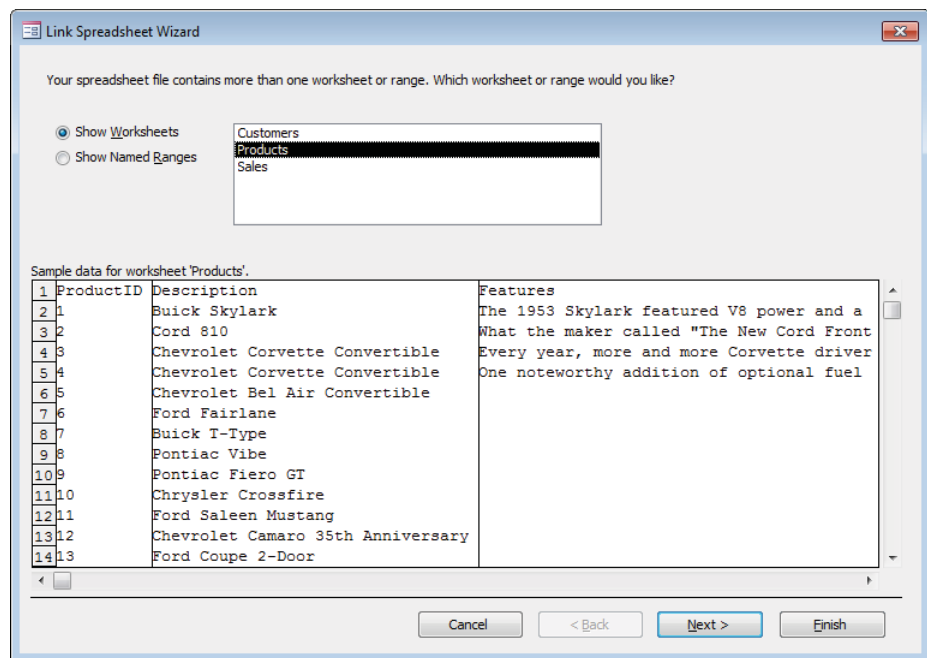 Link Spreadsheet Wizard
Your spreadsheet file contains more than one worksheet or range. Which worksheet or range would you like?
Show Worksheets
Show Named Ranges
Customers
Products
Sales
Sample data for worksheet 'Products'.
1 ProductID Description Features
2 1 Buick Skylark The 1953 Skylark featured V8 power and a
3 2 Cord 810 What the maker called "The New Cord Front
4 3 Chevrolet Corvette Convertible Every year, more and more Corvette driver
5 4 Chevrolet Corvette Convertible One noteworthy addition of optional fuel
6 5 Chevrolet Bel Air Convertible
7 6 Ford Fairlane
8 7 Buick T-Type
9 8 Pontiac Vibe
10 9 Pontiac Fiero GT
11 10 Chrysler Crossfire
12 11 Ford Saleen Mustang
13 12 Chevrolet Camaro 35th Anniversary
14 13 Ford Coupe 2-Door
Cancel < Back Next > Finish